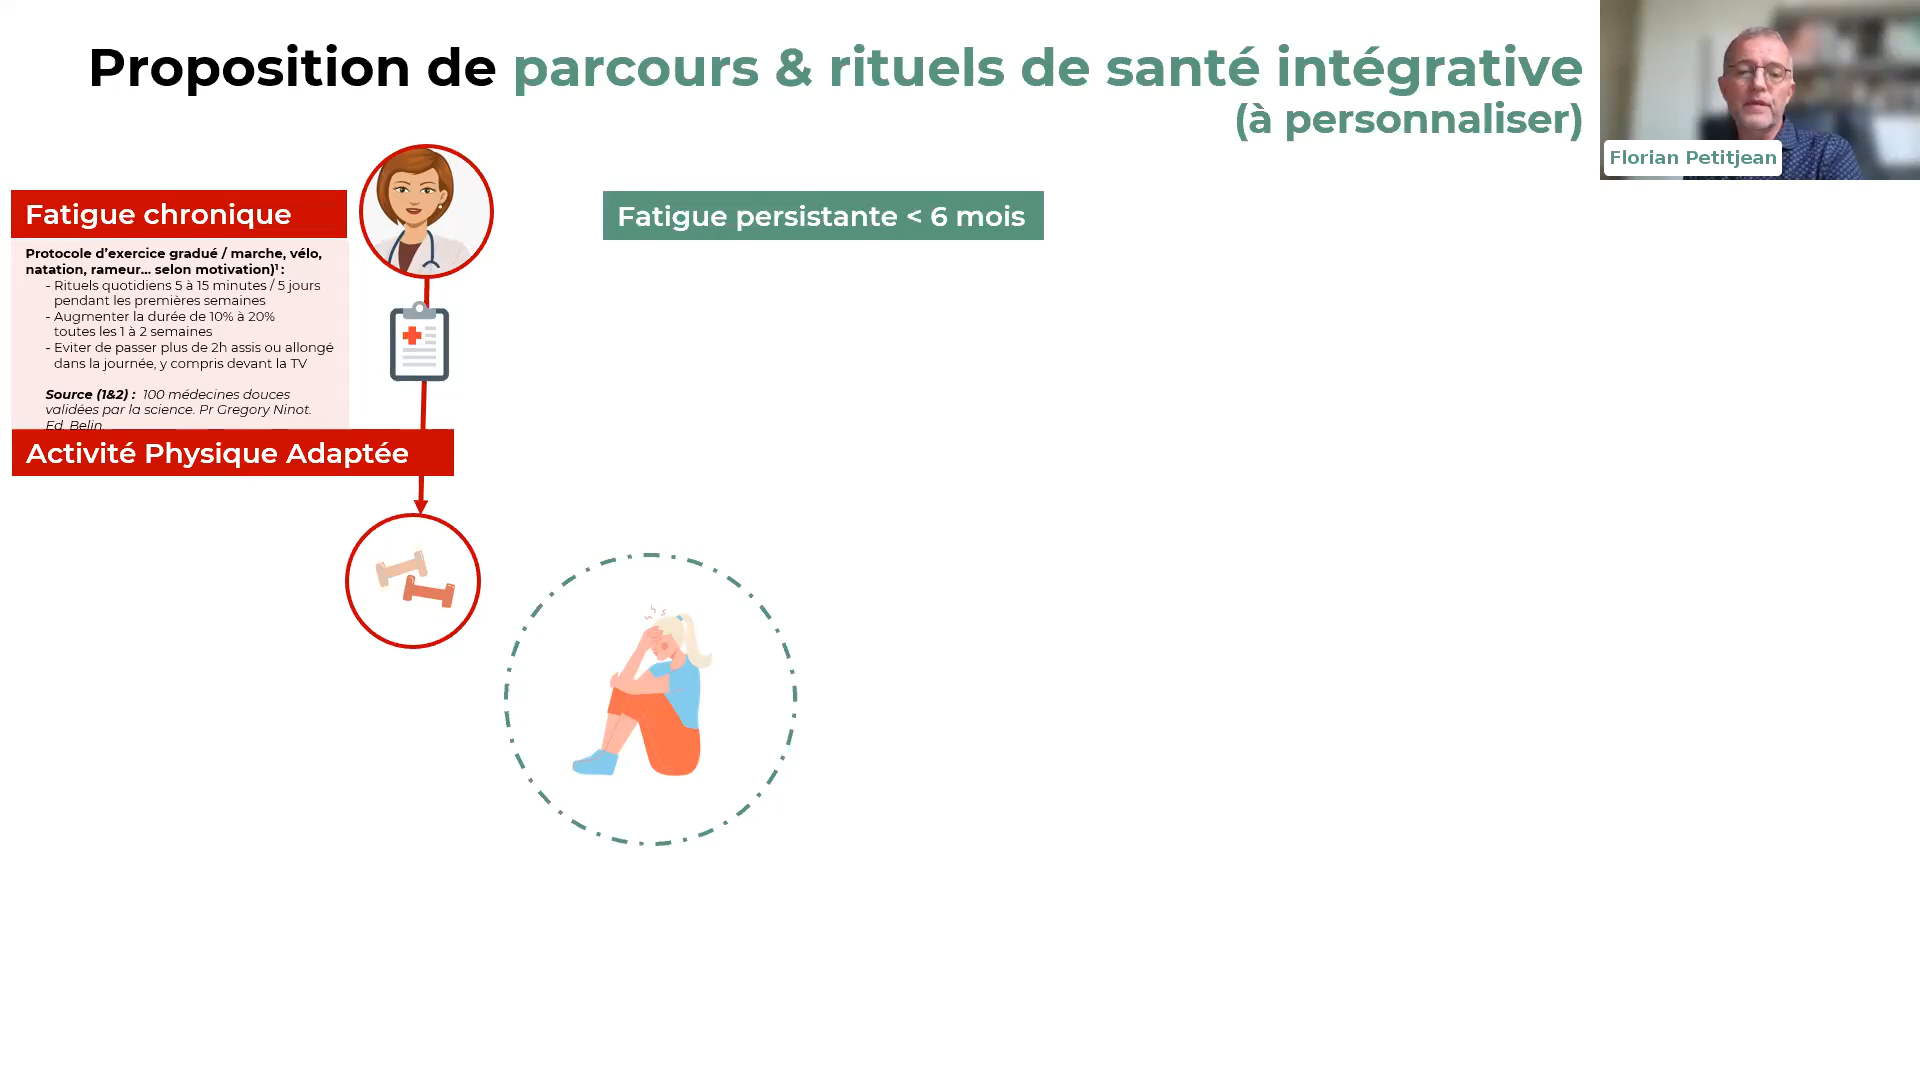 Proposition de parcours & rituels de santé intégrative
(à personnaliser)
Florian Petitjean
Fatigue chronique
Fatigue persistante < 6 mois
Protocole d’exercice gradué / marche, vélo,
natation, rameur... selon motivation)¹ :
- Rituels quotidiens 5 à 15 minutes / 5 jours
pendant les premières semaines
- Augmenter la durée de 10% à 20%
toutes les 1 à 2 semaines
- Eviter de passer plus de 2h assis ou allongé
dans la journée, y compris devant la TV
Source (1&2) : 100 médecines douces
validées par la science. Pr Gregory Ninot.
Ed. Belin.
Activité Physique Adaptée